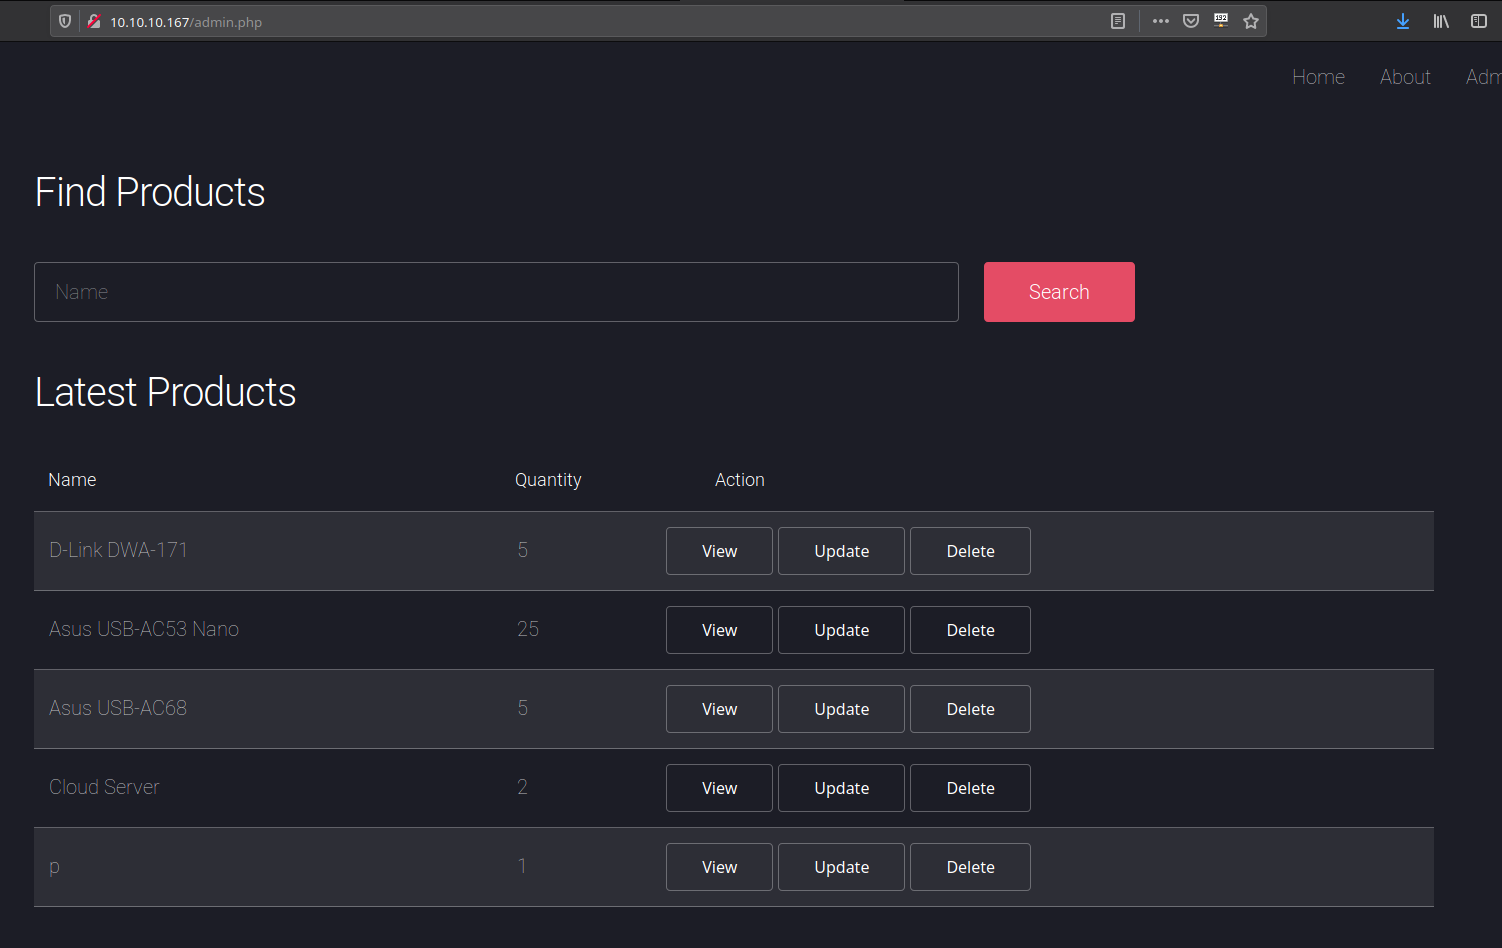 10.10.10.167/admin.php
Home About Adm
Find Products
Name Search
Latest Products
Name Quantity Action
D-Link DWA-171 5 View Update Delete
Asus USB-AC53 Nano 25 View Update Delete
Asus USB-AC68 5 View Update Delete
Cloud Server 2 View Update Delete
p 1 View Update Delete